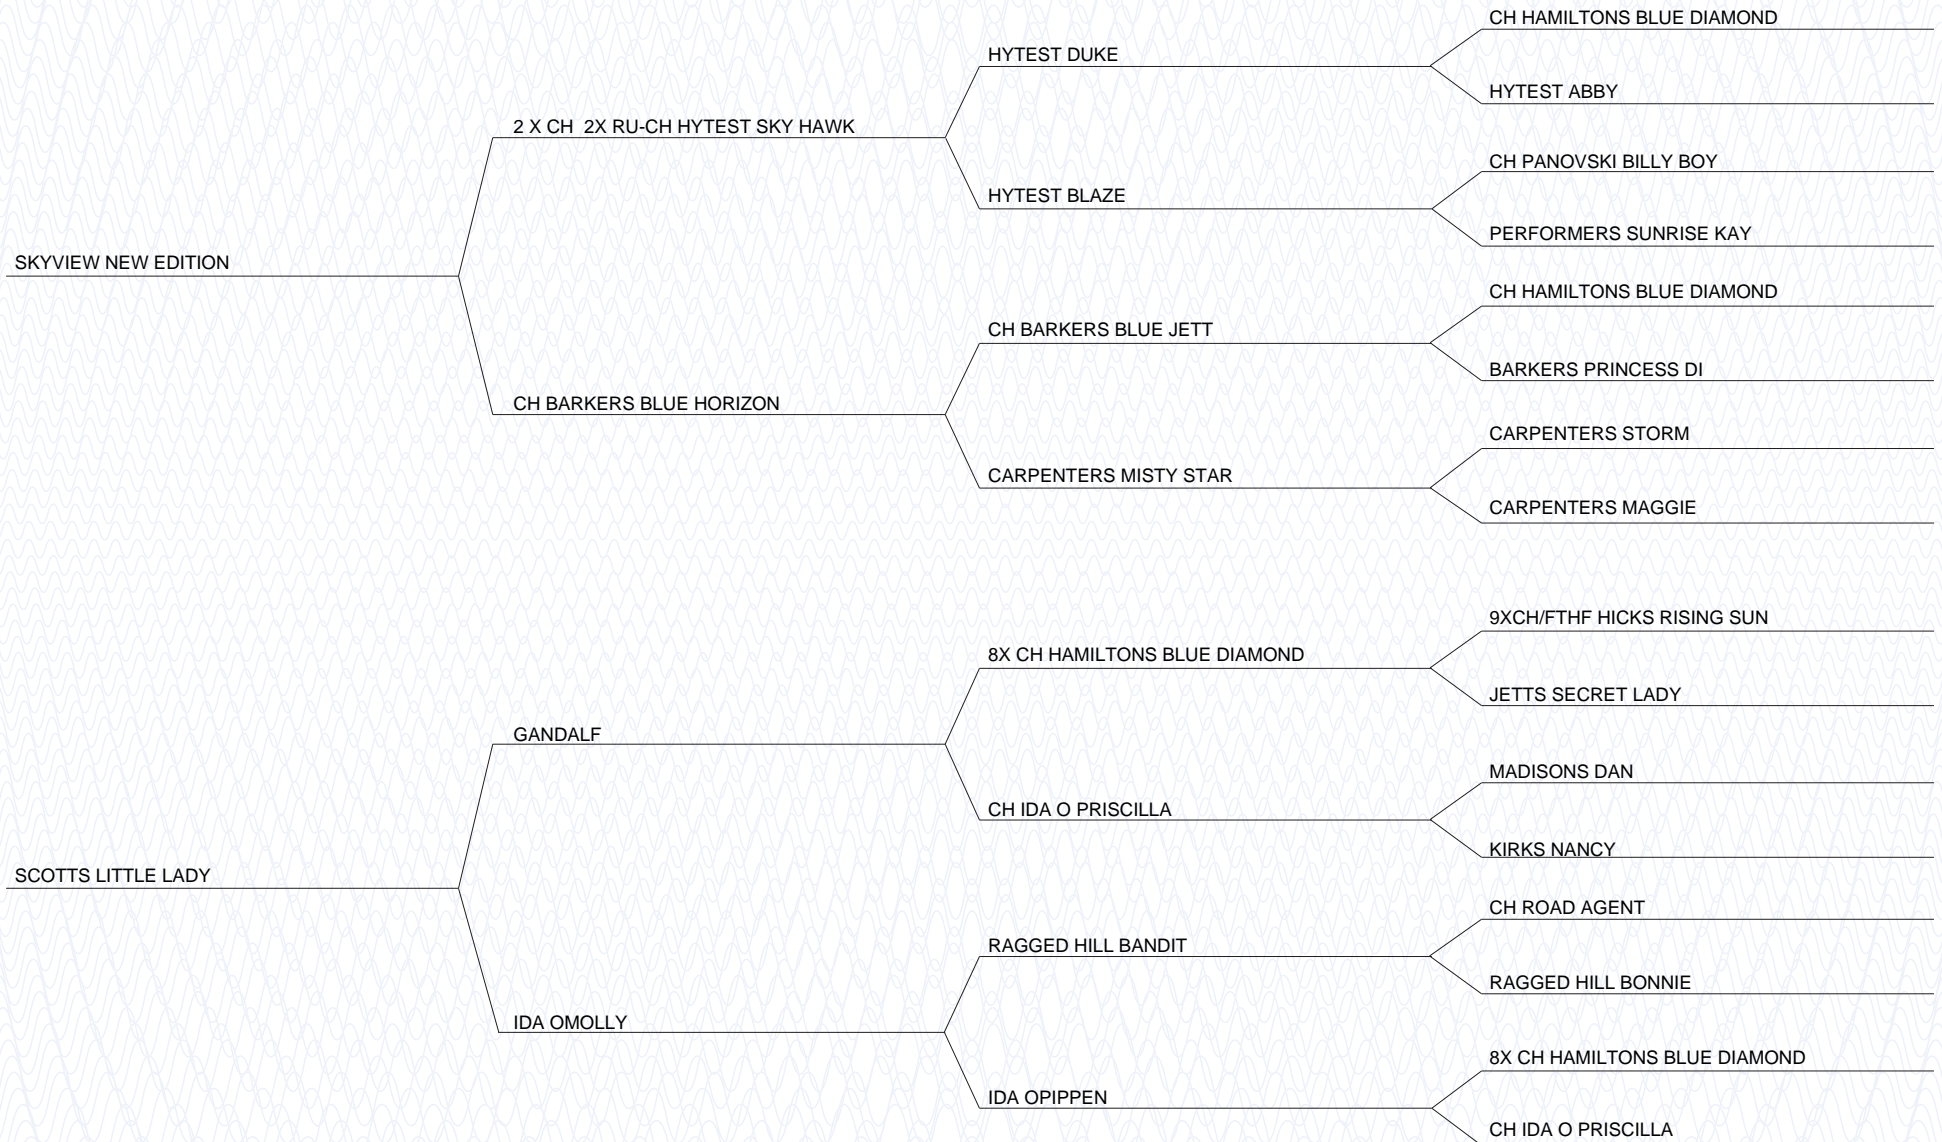 CH HAMILTONS BLUE DIAMOND
HYTEST DUKE
HYTEST ABBY
2 X CH  2X RU-CH HYTEST SKY HAWK
CH PANOVSKI BILLY BOY
HYTEST BLAZE
PERFORMERS SUNRISE KAY
SKYVIEW NEW EDITION
CH HAMILTONS BLUE DIAMOND
CH BARKERS BLUE JETT
BARKERS PRINCESS DI
CH BARKERS BLUE HORIZON
CARPENTERS STORM
CARPENTERS MISTY STAR
CARPENTERS MAGGIE
9XCH/FTHF HICKS RISING SUN
8X CH HAMILTONS BLUE DIAMOND
JETTS SECRET LADY
GANDALF
MADISONS DAN
CH IDA O PRISCILLA
KIRKS NANCY
SCOTTS LITTLE LADY
CH ROAD AGENT
RAGGED HILL BANDIT
RAGGED HILL BONNIE
IDA OMOLLY
8X CH HAMILTONS BLUE DIAMOND
IDA OPIPPEN
CH IDA O PRISCILLA